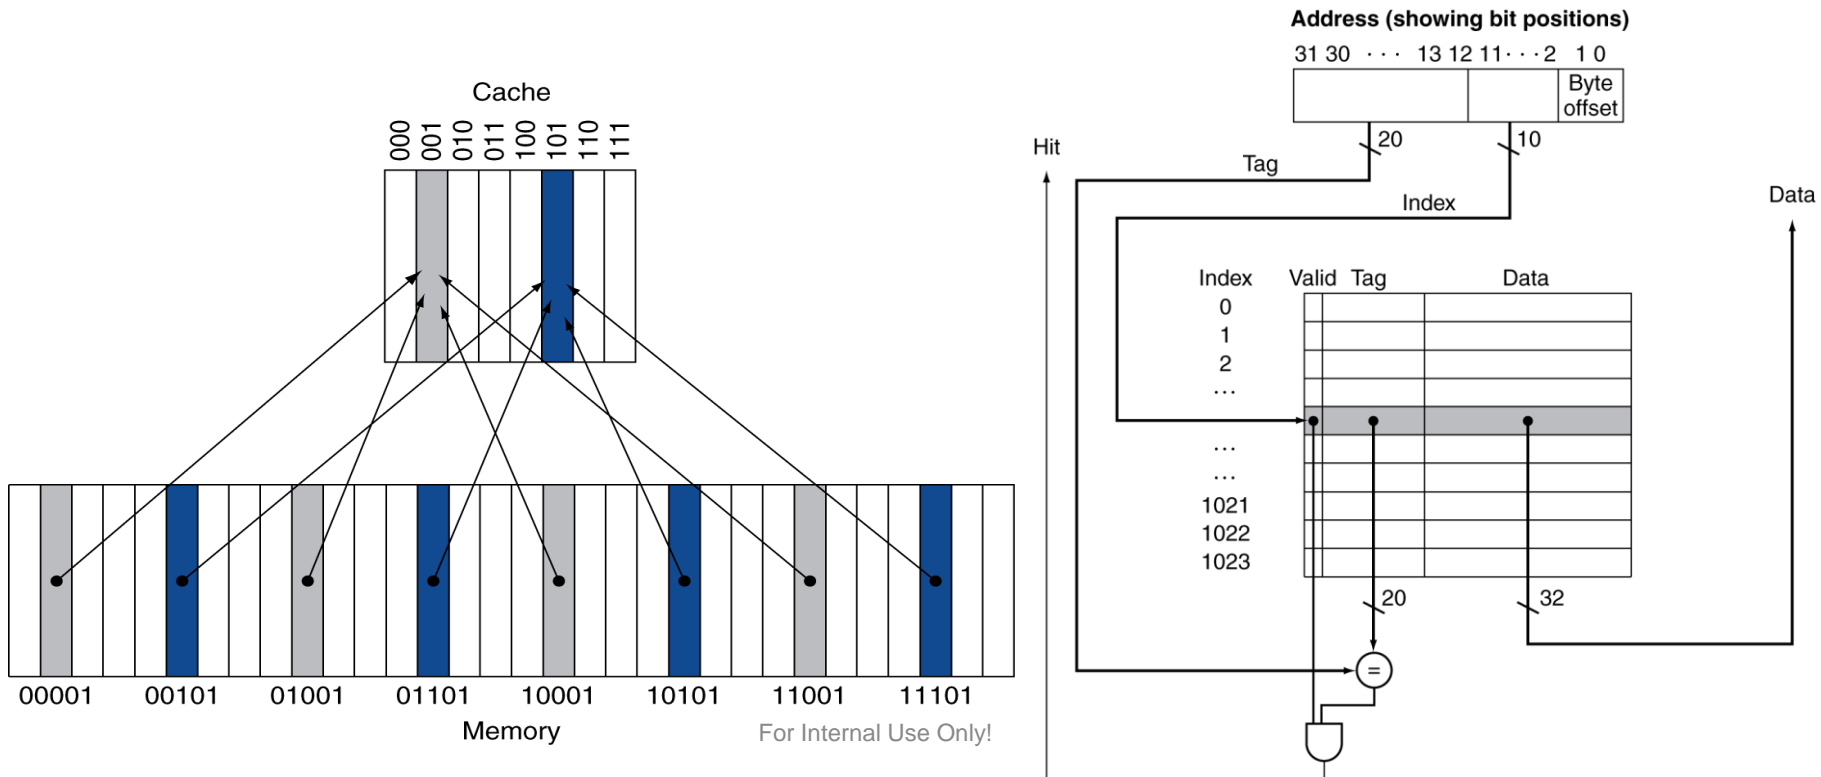 Cache
000 001 010 011 100 101 110 111
00001 00101 01001 01101 10001 10101 11001 11101
Memory
For Internal Use Only!
Address (showing bit positions)
31 30 · · · 13 12 11 · · · 2 1 0
Byte
offset
20 10
Hit
Tag
Data
Index
Index Valid Tag Data
0
1
2
...
...
...
1021
1022
1023
20 32
=